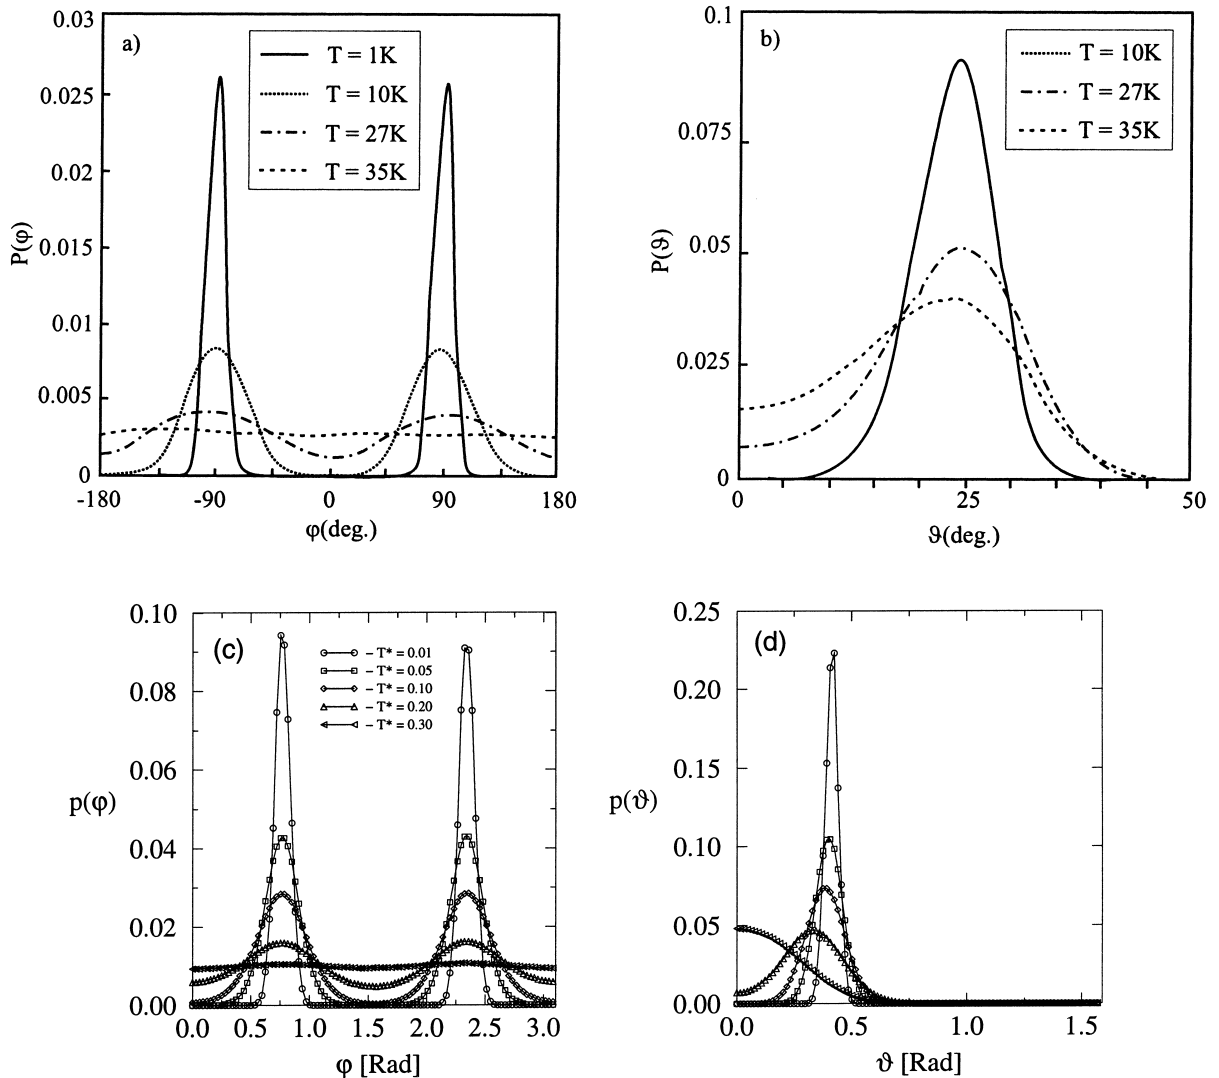 a)
T = 1K
T = 10K
T = 27K
T = 35K
0.03
0.025
0.02
0.015
0.01
0.005
0
P(φ)
-180 -90 0 90 180
φ(deg.)
b)
T = 10K
T = 27K
T = 35K
0.1
0.075
0.05
0.025
0
P(ϑ)
0 25 50
ϑ(deg.)
(c)
– T* = 0.01
– T* = 0.05
– T* = 0.10
– T* = 0.20
– T* = 0.30
0.10
0.08
0.06
0.04
0.02
0.00
p(φ)
0.0 0.5 1.0 1.5 2.0 2.5 3.0
φ [Rad]
(d)
0.25
0.20
0.15
0.10
0.05
0.00
p(ϑ)
0.0 0.5 1.0 1.5
ϑ [Rad]